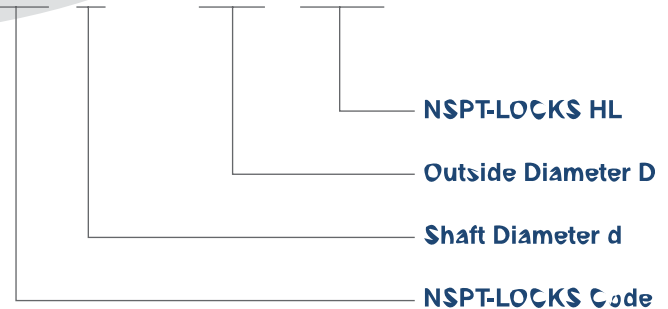 NSPT-LOCKS HL
Outside Diameter D
Shaft Diameter d
NSPT-LOCKS Code